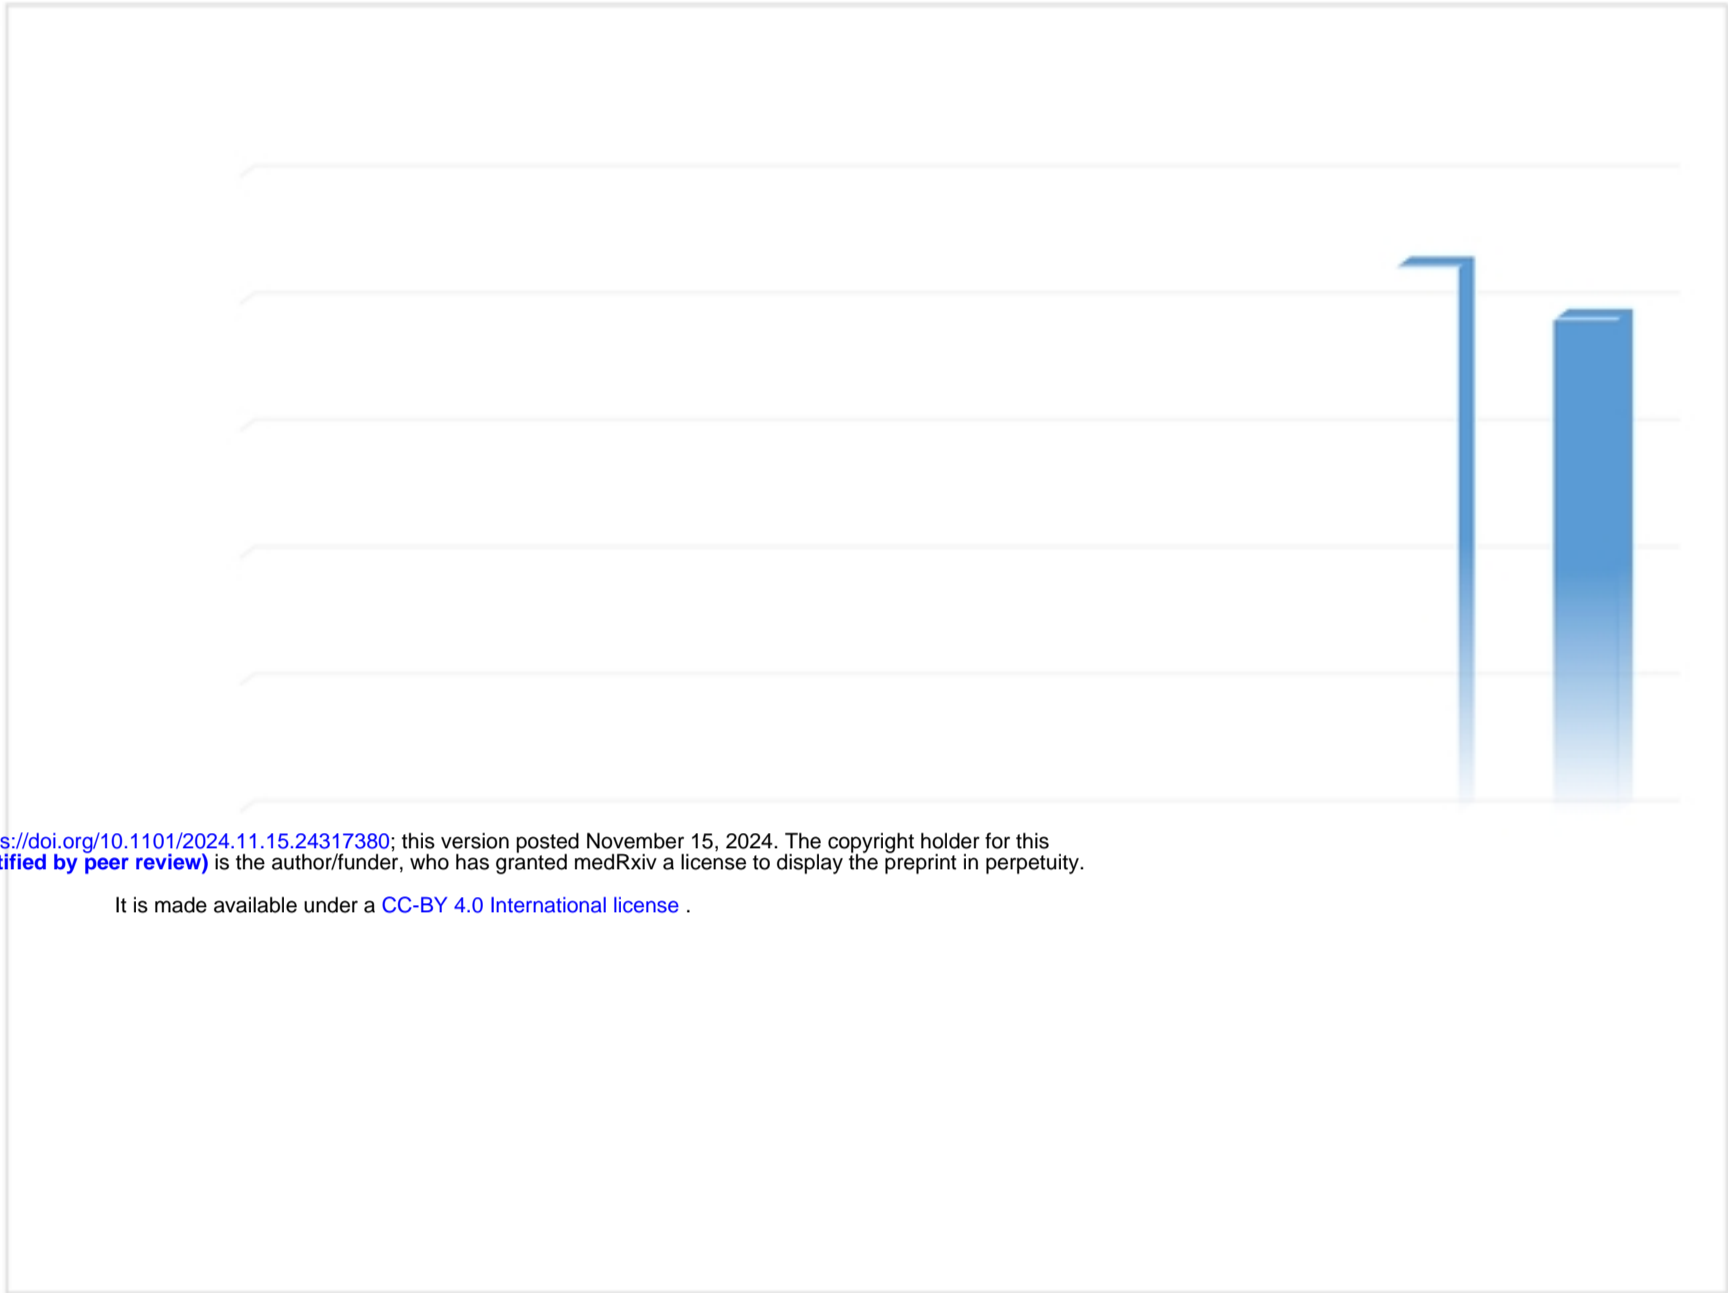 s://doi.org/10.1101/2024.11.15.24317380; this version posted November 15, 2024. The copyright holder for this
tified by peer review) is the author/funder, who has granted medRxiv a license to display the preprint in perpetuity.
It is made available under a CC-BY 4.0 International license .